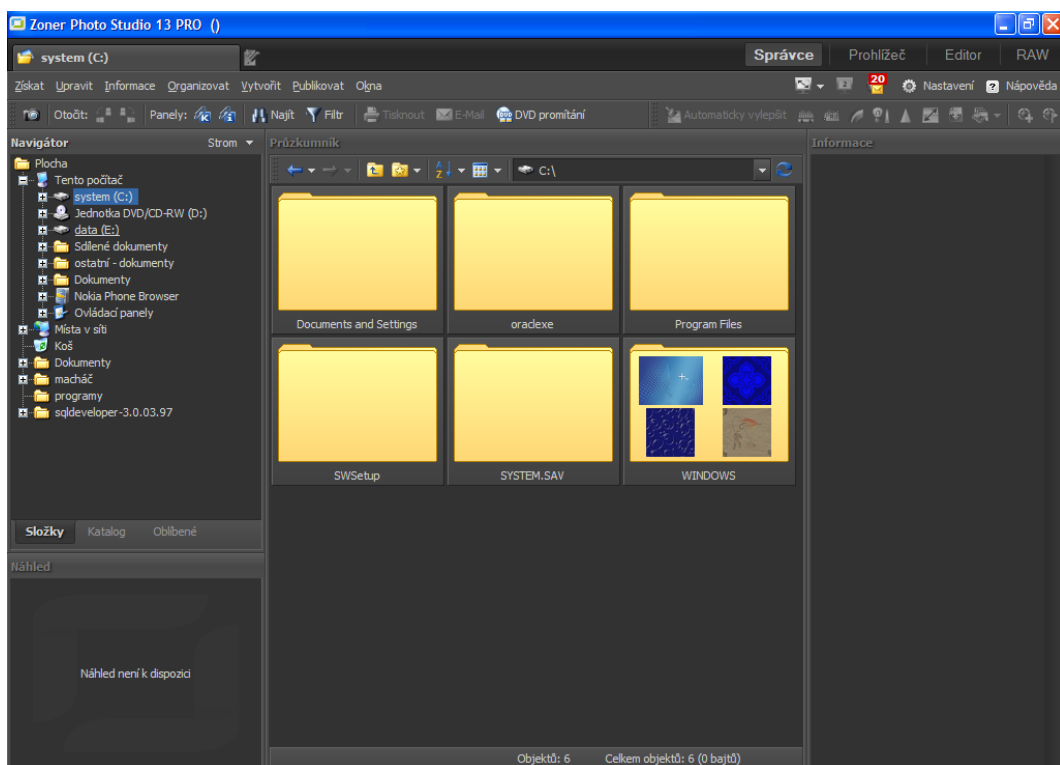 Zoner Photo Studio 13 PRO ()
system (C:)
Správce Prohlížeč Editor RAW
Získat Upravit Informace Organizovat Vytvořit Publikovat Okna
20 Nastavení ? Nápověda
Otočit: Panely: Najít Filtr Tisknout E-Mail DVD promítání Automaticky vylepšit
Navigátor Strom
Průzkumník
Informace
C:\
Plocha
Tento počítač
system (C:)
Jednotka DVD/CD-RW (D:)
data (E:)
Sdílené dokumenty
ostatní - dokumenty
Dokumenty
Nokia Phone Browser
Ovládací panely
Místa v síti
Koš
Dokumenty
macháč
programy
sqldeveloper-3.0.03.97
Documents and Settings oraclexe Program Files
SWSetup SYSTEM.SAV WINDOWS
Složky Katalog Oblíbené
Náhled
Náhled není k dispozici
Objektů: 6 Celkem objektů: 6 (0 bajtů)